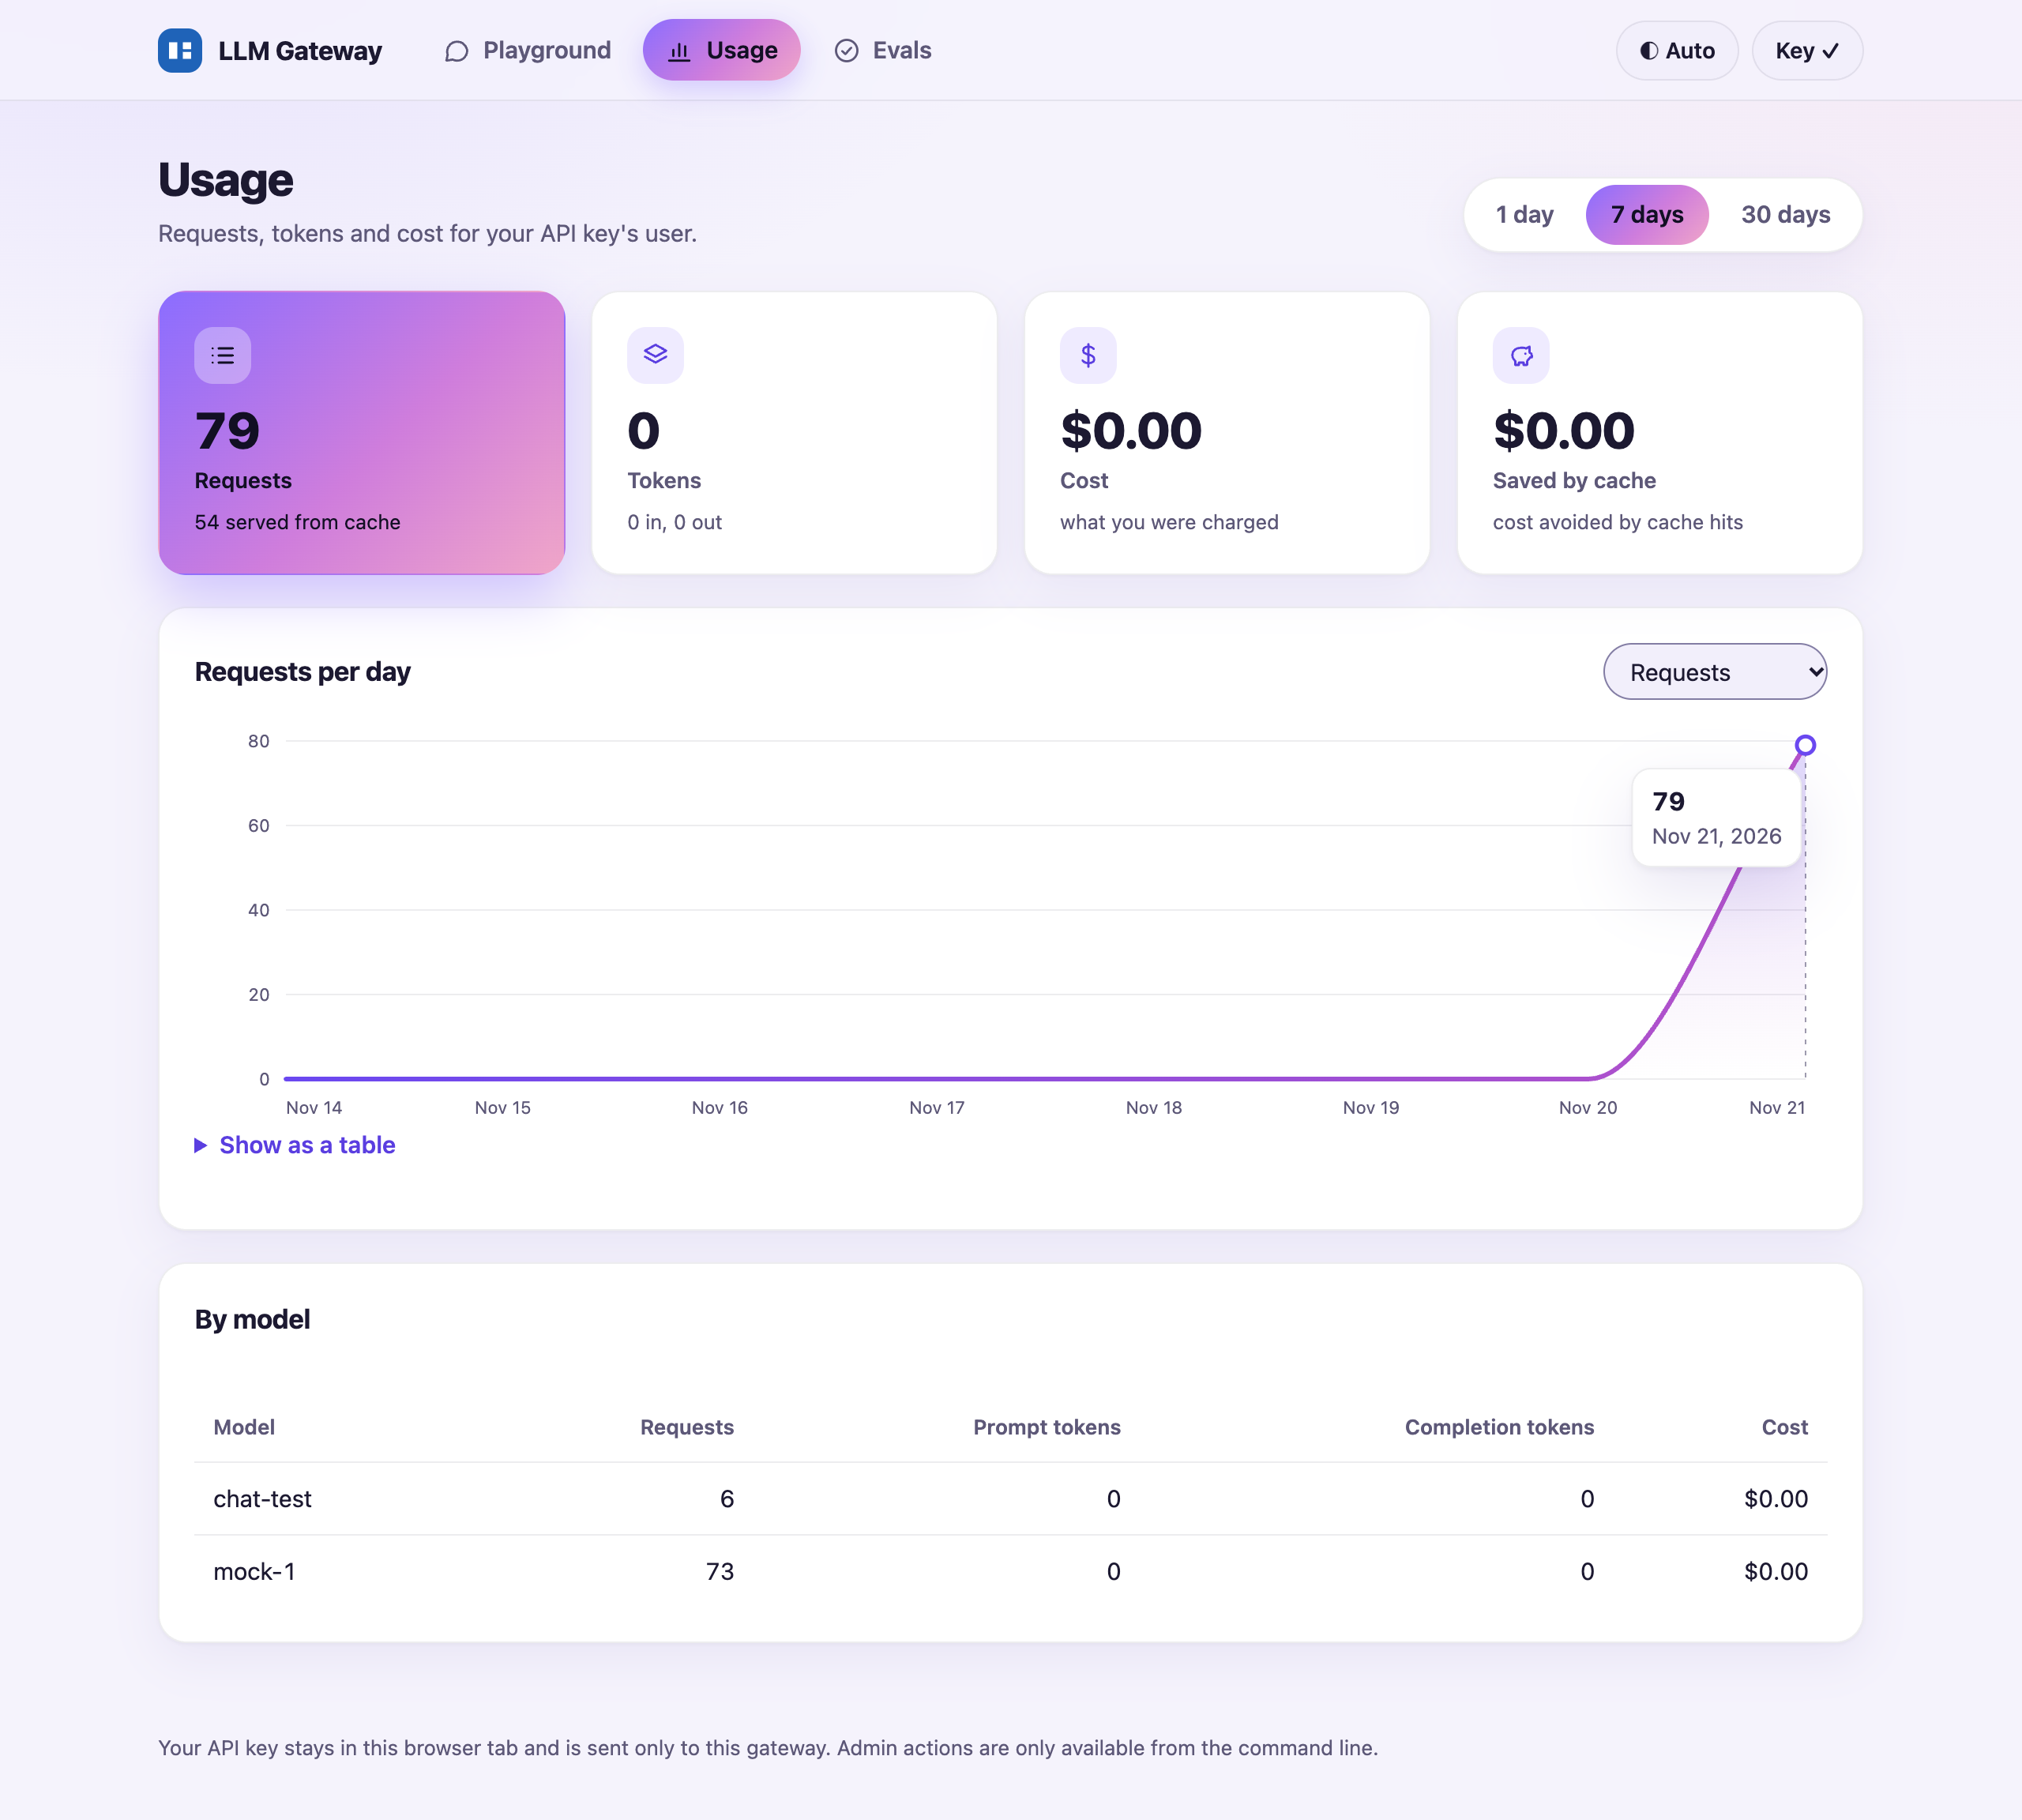 LLM Gateway
Playground
Usage
Evals
Auto
Key ✓
Usage
Requests, tokens and cost for your API key's user.
1 day
7 days
30 days
79
Requests
54 served from cache
0
Tokens
0 in, 0 out
$0.00
Cost
what you were charged
$0.00
Saved by cache
cost avoided by cache hits
Requests per day
Requests
80
60
40
20
0
79
Nov 21, 2026
Nov 14
Nov 15
Nov 16
Nov 17
Nov 18
Nov 19
Nov 20
Nov 21
Show as a table
By model
Model Requests Prompt tokens Completion tokens Cost
chat-test 6 0 0 $0.00
mock-1 73 0 0 $0.00
Your API key stays in this browser tab and is sent only to this gateway. Admin actions are only available from the command line.